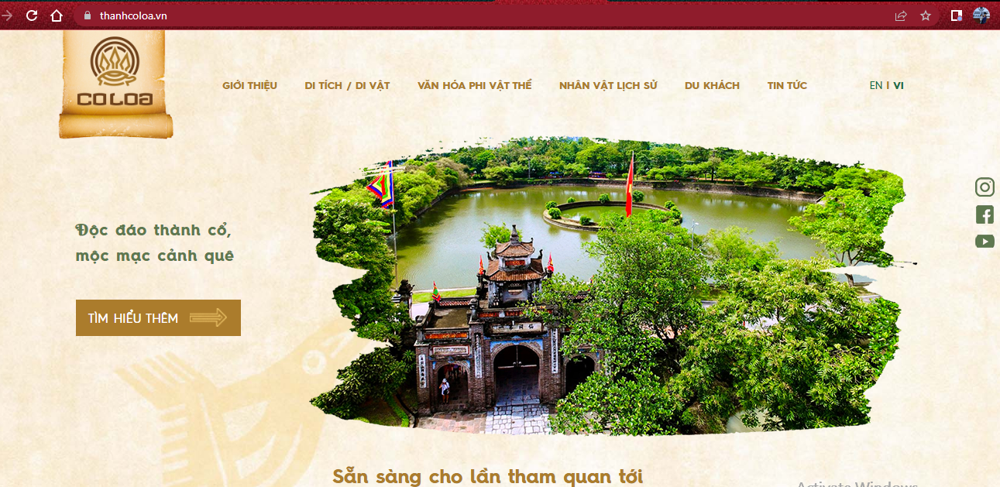 thanhcoloa.vn
CO LOA
GIỚI THIỆU
DI TÍCH / DI VẬT
VĂN HÓA PHI VẬT THỂ
NHÂN VẬT LỊCH SỬ
DU KHÁCH
TIN TỨC
EN I VI
Độc đáo thành cổ,
mộc mạc cảnh quê
TÌM HIỂU THÊM
Sẵn sàng cho lần tham quan tới
Activate Windows